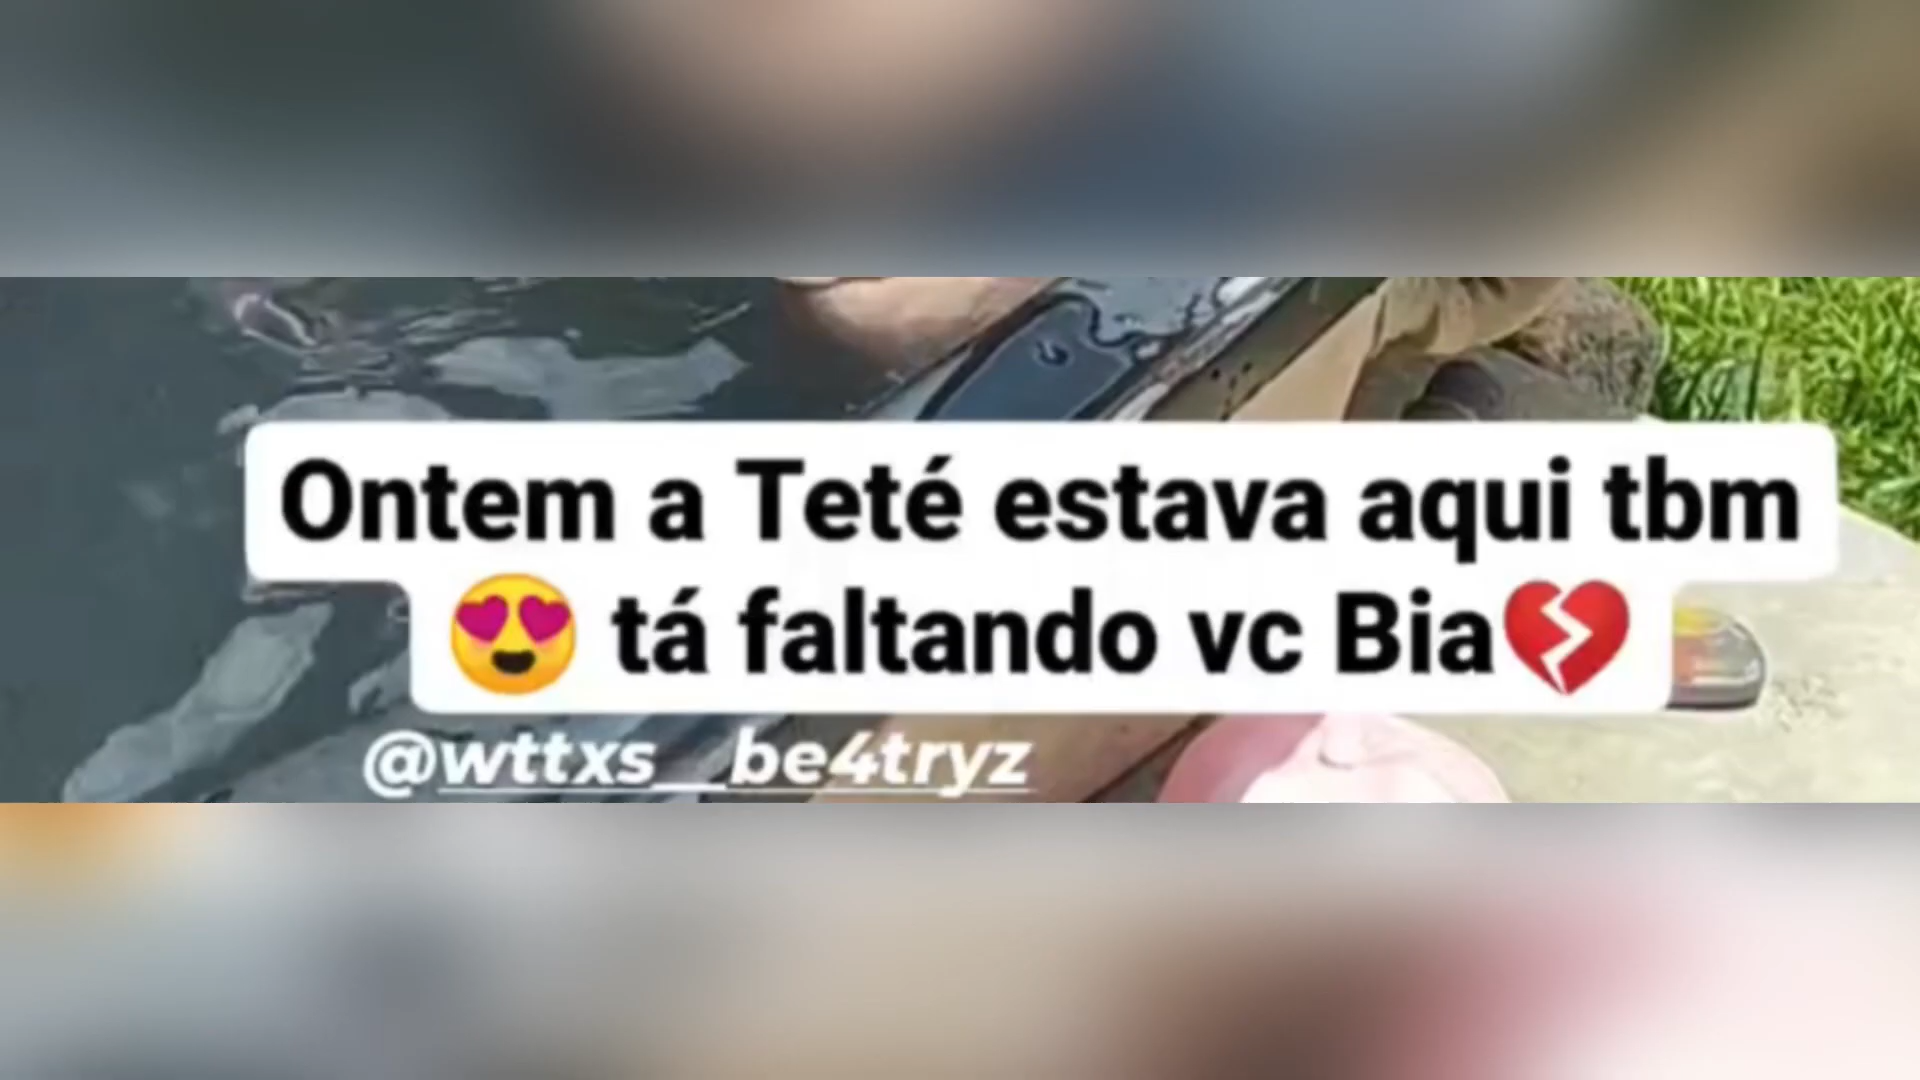 Ontem a Teté estava aqui tbm
😍 tá faltando vc Bia💔
@wttxs__be4tryz